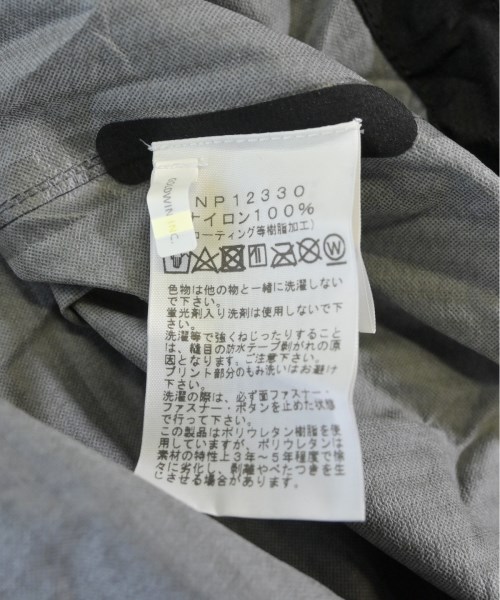 GOLDWIN INC.
NP12330
ナイロン100%
コーティング等樹脂加工)
色物は他の物と一緒に洗濯しない
で下さい。
蛍光剤入り洗剤は使用しないで下
さい。
洗濯等で強くねじったりすること
は、縫目の防水テープ剥がれの原
因となります。ご注意下さい。
プリント部分のもみ洗いはお避け
下さい。
洗濯の際は、必ず面ファスナー・
ファスナー・ボタンを止めた状態
で行って下さい。
この製品はポリウレタン樹脂を使
用していますが、ポリウレタンは
素材の特性上3年～5年程度で徐
々に劣化し、剥離やべたつきを生
じさせる場合があります。